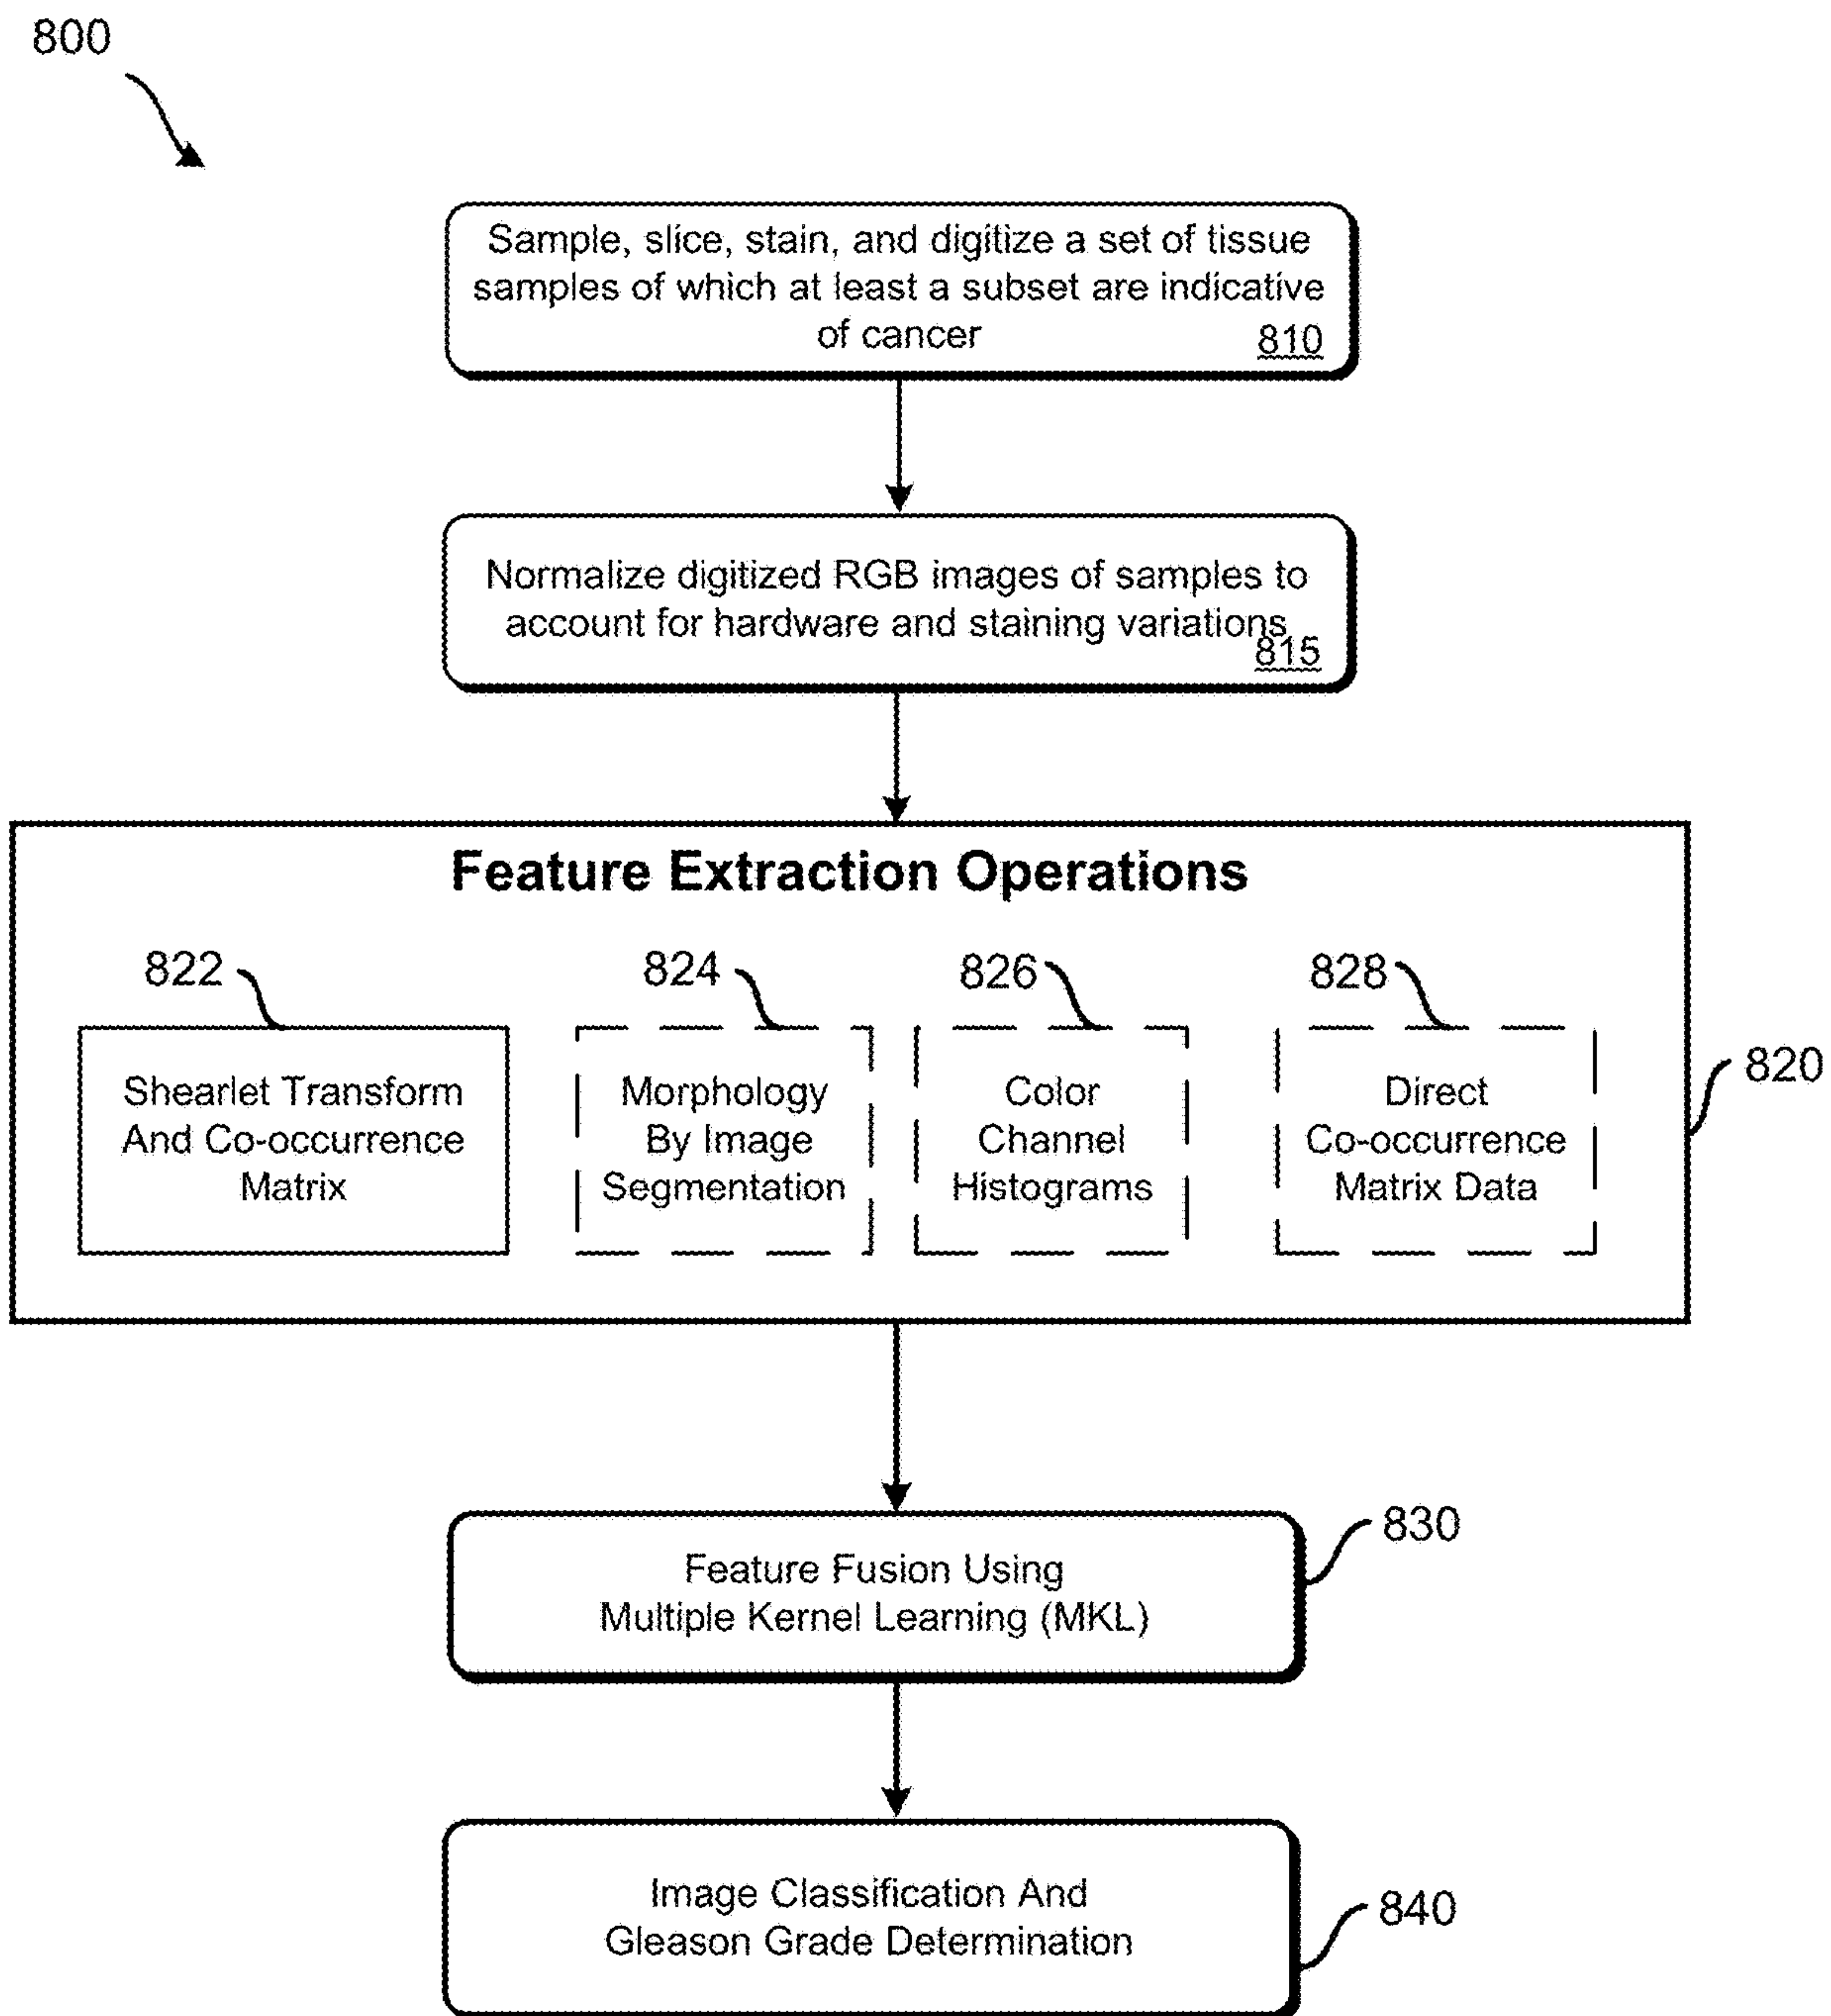 800
Sample, slice, stain, and digitize a set of tissue
samples of which at least a subset are indicative
of cancer
810
Normalize digitized RGB images of samples to
account for hardware and staining variations
815
Feature Extraction Operations
822
824
826
828
Shearlet Transform
And Co-occurrence
Matrix
Morphology
By Image
Segmentation
Color
Channel
Histograms
Direct
Co-occurrence
Matrix Data
820
Feature Fusion Using
Multiple Kernel Learning (MKL)
830
Image Classification And
Gleason Grade Determination
840